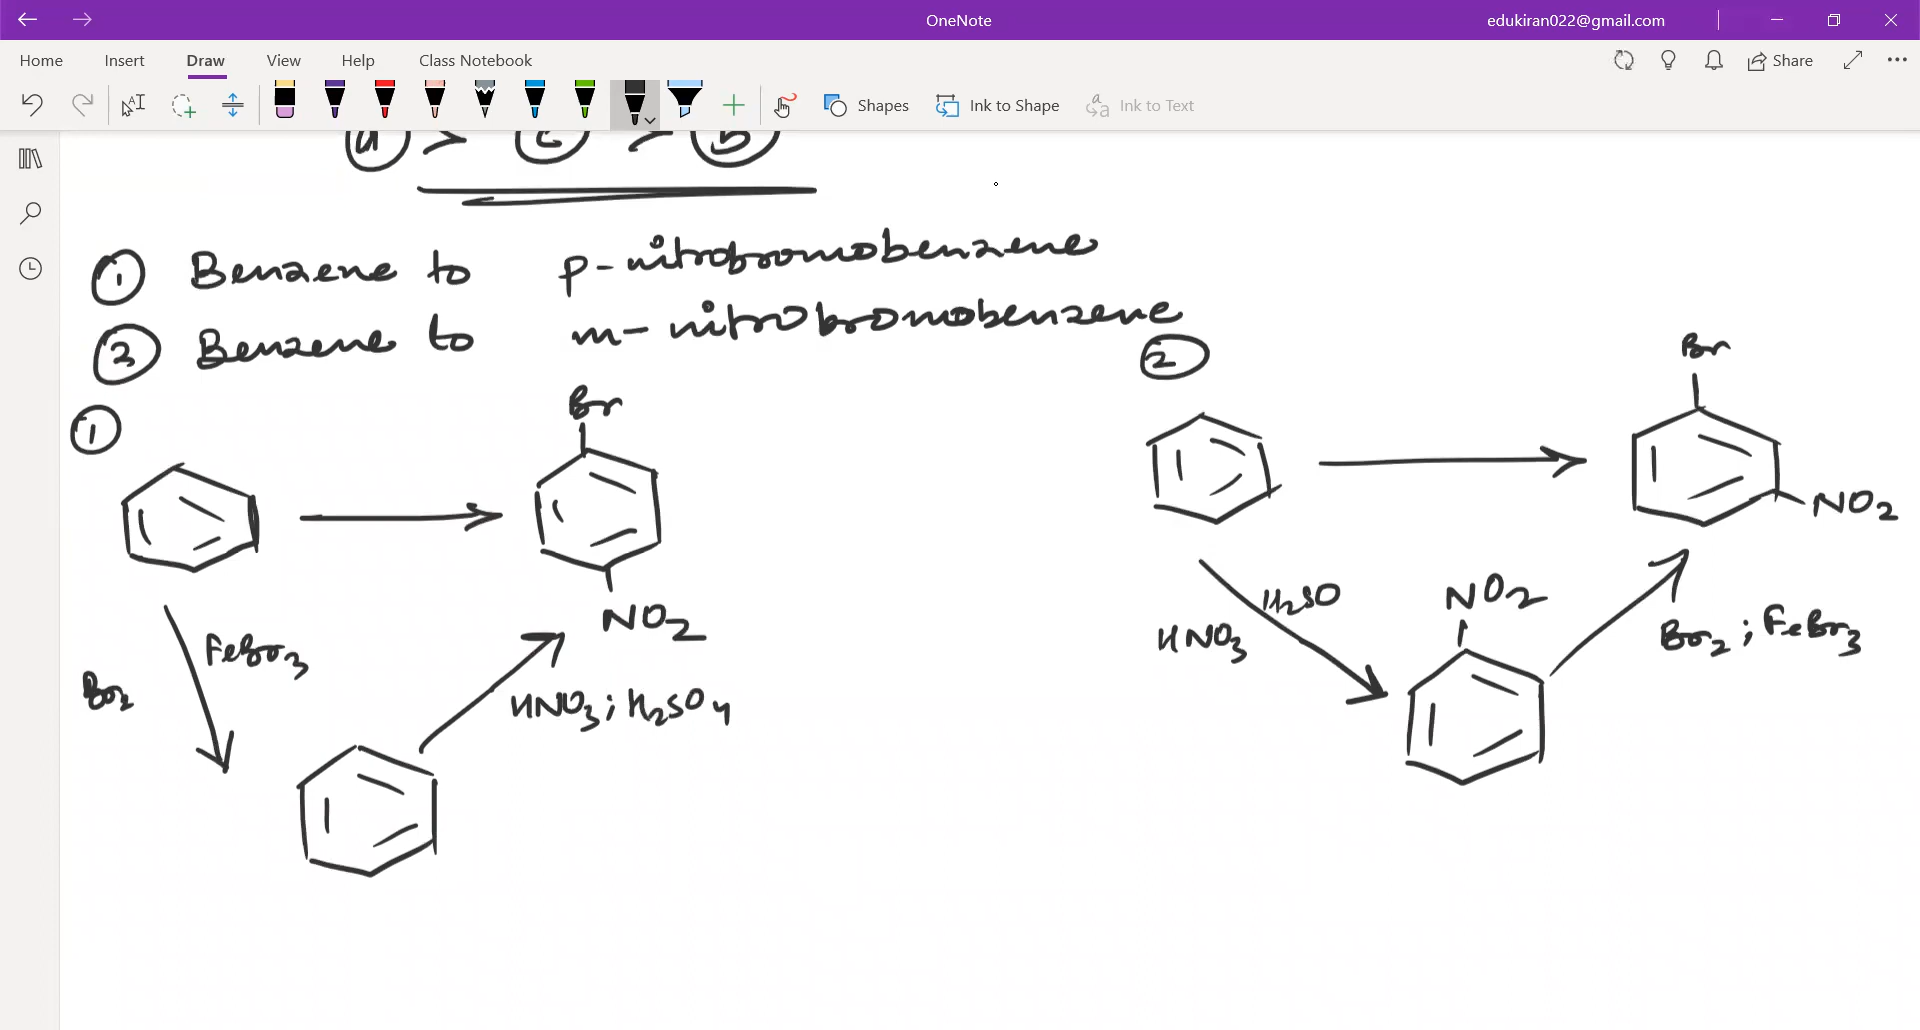 OneNote
edukiran022@gmail.com
Home Insert Draw View Help Class Notebook
Share
Shapes Ink to Shape Ink to Text
a > c > b
1 Benzene to p-nitrobromobenzene
2 Benzene to m-nitrobromobenzene
1
2
Br
Br
NO2
NO2
FeBr3
Br2
HNO3; H2SO4
H2SO
HNO3
NO2
Br2; FeBr3